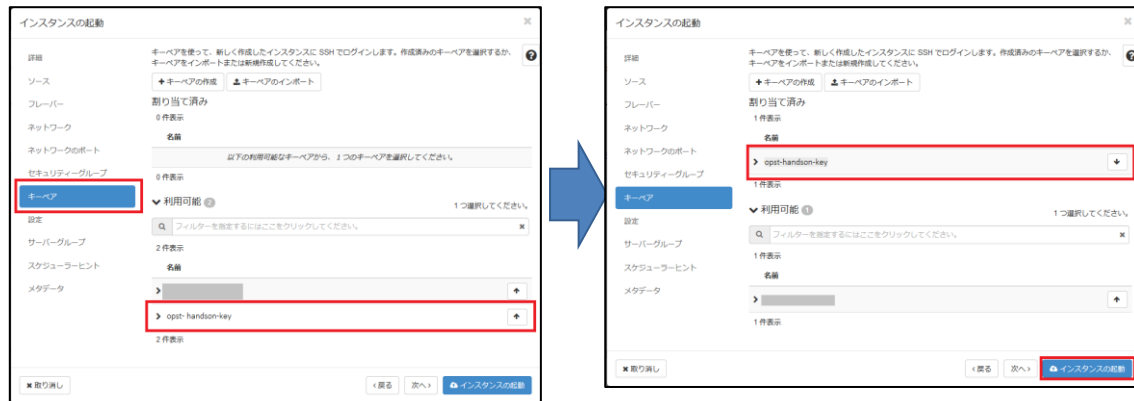 インスタンスの起動
×
詳細
ソース
フレーバー
ネットワーク
ネットワークのポート
セキュリティーグループ
キーペア
設定
サーバーグループ
スケジューラーヒント
メタデータ
キーペアを使って、新しく作成したインスタンスに SSH でログインします。作成済みのキーペアを選択するか、
キーペアをインポートまたは新規作成してください。
?
+キーペアの作成
キーペアのインポート
割り当て済み
0 件表示
名前
以下の利用可能なキーペアから、1つのキーペアを選択してください。
0 件表示
利用可能 2
1つ選択してください。
フィルターを指定するにはここをクリックしてください。
×
2 件表示
名前
opst- handson-key
2 件表示
×取り消し
<戻る
次へ>
インスタンスの起動
インスタンスの起動
×
詳細
ソース
フレーバー
ネットワーク
ネットワークのポート
セキュリティーグループ
キーペア
設定
サーバーグループ
スケジューラーヒント
メタデータ
キーペアを使って、新しく作成したインスタンスに SSH でログインします。作成済みのキーペアを選択するか、
キーペアをインポートまたは新規作成してください。
?
+キーペアの作成
キーペアのインポート
割り当て済み
1 件表示
名前
opst-handson-key
1 件表示
利用可能 1
1つ選択してください。
フィルターを指定するにはここをクリックしてください。
×
1 件表示
名前
1 件表示
×取り消し
<戻る
次へ>
インスタンスの起動